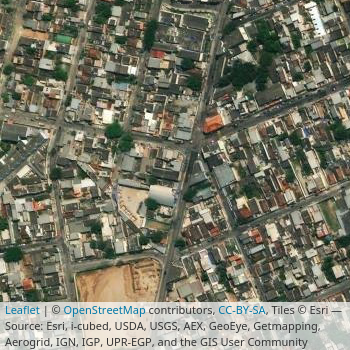 Leaflet | © OpenStreetMap contributors, CC-BY-SA, Tiles © Esri —
Source: Esri, i-cubed, USDA, USGS, AEX, GeoEye, Getmapping,
Aerogrid, IGN, IGP, UPR-EGP, and the GIS User Community